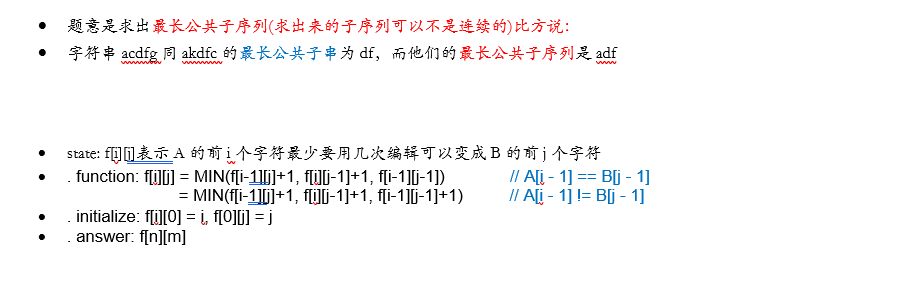 • 题意是求出最长公共子序列(求出来的子序列可以不是连续的)比方说：
• 字符串 acdfg 同 akdfc 的最长公共子串为 df，而他们的最长公共子序列是 adf
• state: f[i][j]表示 A 的前 i 个字符最少要用几次编辑可以变成 B 的前 j 个字符
• . function: f[i][j] = MIN(f[i-1][j]+1, f[i][j-1]+1, f[i-1][j-1]) // A[i - 1] == B[j - 1]
= MIN(f[i-1][j]+1, f[i][j-1]+1, f[i-1][j-1]+1) // A[i - 1] != B[j - 1]
• . initialize: f[i][0] = i, f[0][j] = j
• . answer: f[n][m]